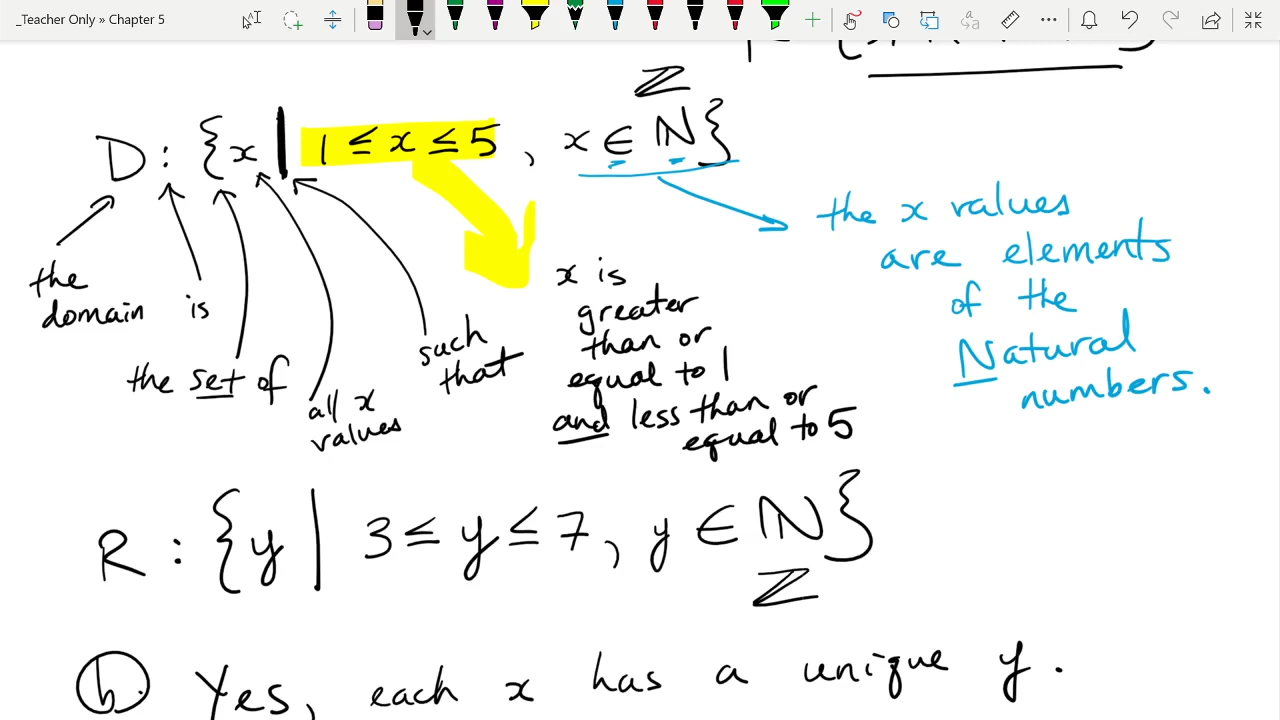 _Teacher Only » Chapter 5
ℤ
D: {x | 1 ≤ x ≤ 5, x ∈ ℕ}
the domain
is
the set of
all x values
such that
x is
greater
than or
equal to 1
and less than or
equal to 5
the x values
are elements
of the
Natural
numbers.
R: {y | 3 ≤ y ≤ 7, y ∈ ℕ}
ℤ
b. Yes, each x has a unique y.